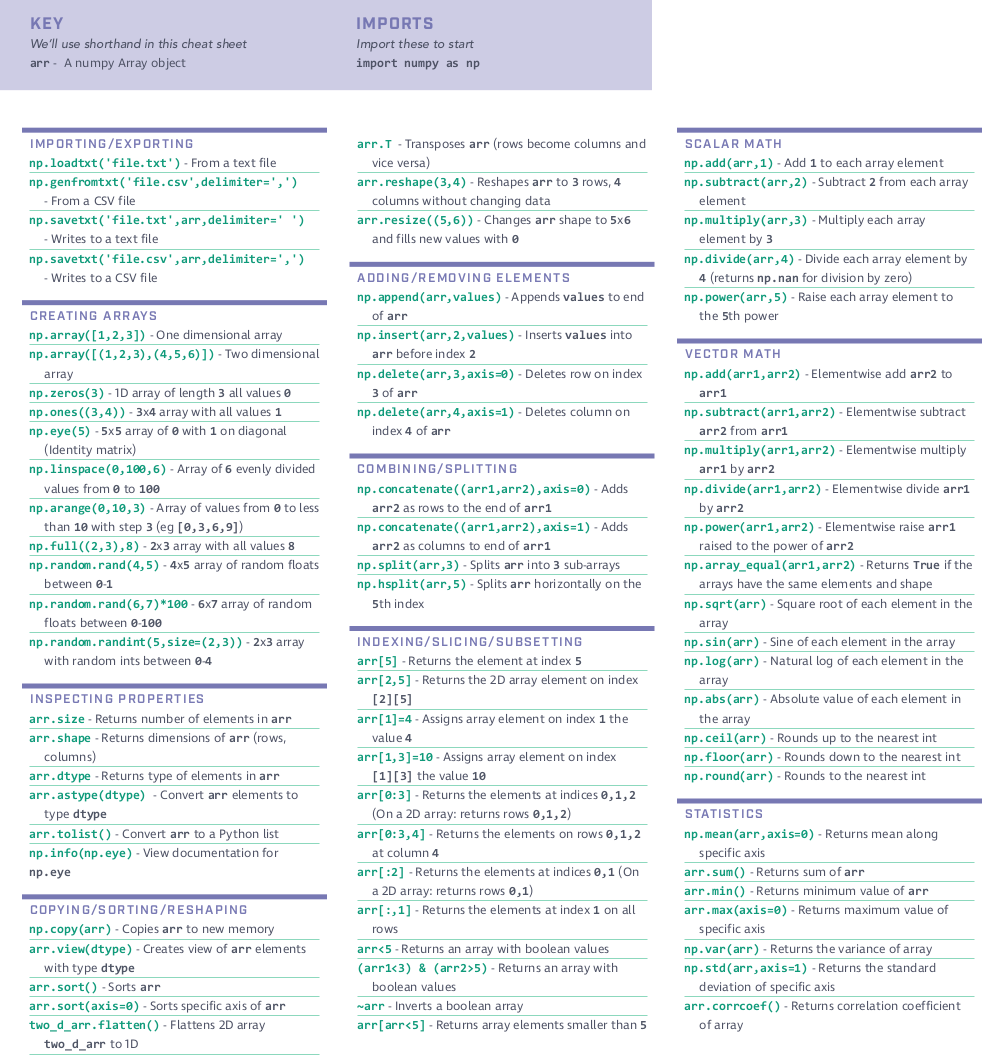 KEY
We'll use shorthand in this cheat sheet
arr - A numpy Array object
IMPORTS
Import these to start
import numpy as np
IMPORTING/EXPORTING
np.loadtxt('file.txt') - From a text file
np.genfromtxt('file.csv',delimiter=',')
- From a CSV file
np.savetxt('file.txt',arr,delimiter=' ')
- Writes to a text file
np.savetxt('file.csv',arr,delimiter=',')
- Writes to a CSV file
CREATING ARRAYS
np.array([1,2,3]) - One dimensional array
np.array([(1,2,3),(4,5,6)]) - Two dimensional
array
np.zeros(3) - 1D array of length 3 all values 0
np.ones((3,4)) - 3x4 array with all values 1
np.eye(5) - 5x5 array of 0 with 1 on diagonal
(Identity matrix)
np.linspace(0,100,6) - Array of 6 evenly divided
values from 0 to 100
np.arange(0,10,3) - Array of values from 0 to less
than 10 with step 3 (eg [0,3,6,9])
np.full((2,3),8) - 2x3 array with all values 8
np.random.rand(4,5) - 4x5 array of random floats
between 0-1
np.random.rand(6,7)*100 - 6x7 array of random
floats between 0-100
np.random.randint(5,size=(2,3)) - 2x3 array
with random ints between 0-4
INSPECTING PROPERTIES
arr.size - Returns number of elements in arr
arr.shape - Returns dimensions of arr (rows,
columns)
arr.dtype - Returns type of elements in arr
arr.astype(dtype) - Convert arr elements to
type dtype
arr.tolist() - Convert arr to a Python list
np.info(np.eye) - View documentation for
np.eye
COPYING/SORTING/RESHAPING
np.copy(arr) - Copies arr to new memory
arr.view(dtype) - Creates view of arr elements
with type dtype
arr.sort() - Sorts arr
arr.sort(axis=0) - Sorts specific axis of arr
two_d_arr.flatten() - Flattens 2D array
two_d_arr to 1D
arr.T - Transposes arr (rows become columns and
vice versa)
arr.reshape(3,4) - Reshapes arr to 3 rows, 4
columns without changing data
arr.resize((5,6)) - Changes arr shape to 5x6
and fills new values with 0
ADDING/REMOVING ELEMENTS
np.append(arr,values) - Appends values to end
of arr
np.insert(arr,2,values) - Inserts values into
arr before index 2
np.delete(arr,3,axis=0) - Deletes row on index
3 of arr
np.delete(arr,4,axis=1) - Deletes column on
index 4 of arr
COMBINING/SPLITTING
np.concatenate((arr1,arr2),axis=0) - Adds
arr2 as rows to the end of arr1
np.concatenate((arr1,arr2),axis=1) - Adds
arr2 as columns to end of arr1
np.split(arr,3) - Splits arr into 3 sub-arrays
np.hsplit(arr,5) - Splits arr horizontally on the
5th index
INDEXING/SLICING/SUBSETTING
arr[5] - Returns the element at index 5
arr[2,5] - Returns the 2D array element on index
[2][5]
arr[1]=4 - Assigns array element on index 1 the
value 4
arr[1,3]=10 - Assigns array element on index
[1][3] the value 10
arr[0:3] - Returns the elements at indices 0,1,2
(On a 2D array: returns rows 0,1,2)
arr[0:3,4] - Returns the elements on rows 0,1,2
at column 4
arr[:2] - Returns the elements at indices 0,1 (On
a 2D array: returns rows 0,1)
arr[:,1] - Returns the elements at index 1 on all
rows
arr<5 - Returns an array with boolean values
(arr1<3) & (arr2>5) - Returns an array with
boolean values
~arr - Inverts a boolean array
arr[arr<5] - Returns array elements smaller than 5
SCALAR MATH
np.add(arr,1) - Add 1 to each array element
np.subtract(arr,2) - Subtract 2 from each array
element
np.multiply(arr,3) - Multiply each array
element by 3
np.divide(arr,4) - Divide each array element by
4 (returns np.nan for division by zero)
np.power(arr,5) - Raise each array element to
the 5th power
VECTOR MATH
np.add(arr1,arr2) - Elementwise add arr2 to
arr1
np.subtract(arr1,arr2) - Elementwise subtract
arr2 from arr1
np.multiply(arr1,arr2) - Elementwise multiply
arr1 by arr2
np.divide(arr1,arr2) - Elementwise divide arr1
by arr2
np.power(arr1,arr2) - Elementwise raise arr1
raised to the power of arr2
np.array_equal(arr1,arr2) - Returns True if the
arrays have the same elements and shape
np.sqrt(arr) - Square root of each element in the
array
np.sin(arr) - Sine of each element in the array
np.log(arr) - Natural log of each element in the
array
np.abs(arr) - Absolute value of each element in
the array
np.ceil(arr) - Rounds up to the nearest int
np.floor(arr) - Rounds down to the nearest int
np.round(arr) - Rounds to the nearest int
STATISTICS
np.mean(arr,axis=0) - Returns mean along
specific axis
arr.sum() - Returns sum of arr
arr.min() - Returns minimum value of arr
arr.max(axis=0) - Returns maximum value of
specific axis
np.var(arr) - Returns the variance of array
np.std(arr,axis=1) - Returns the standard
deviation of specific axis
arr.corrcoef() - Returns correlation coefficient
of array